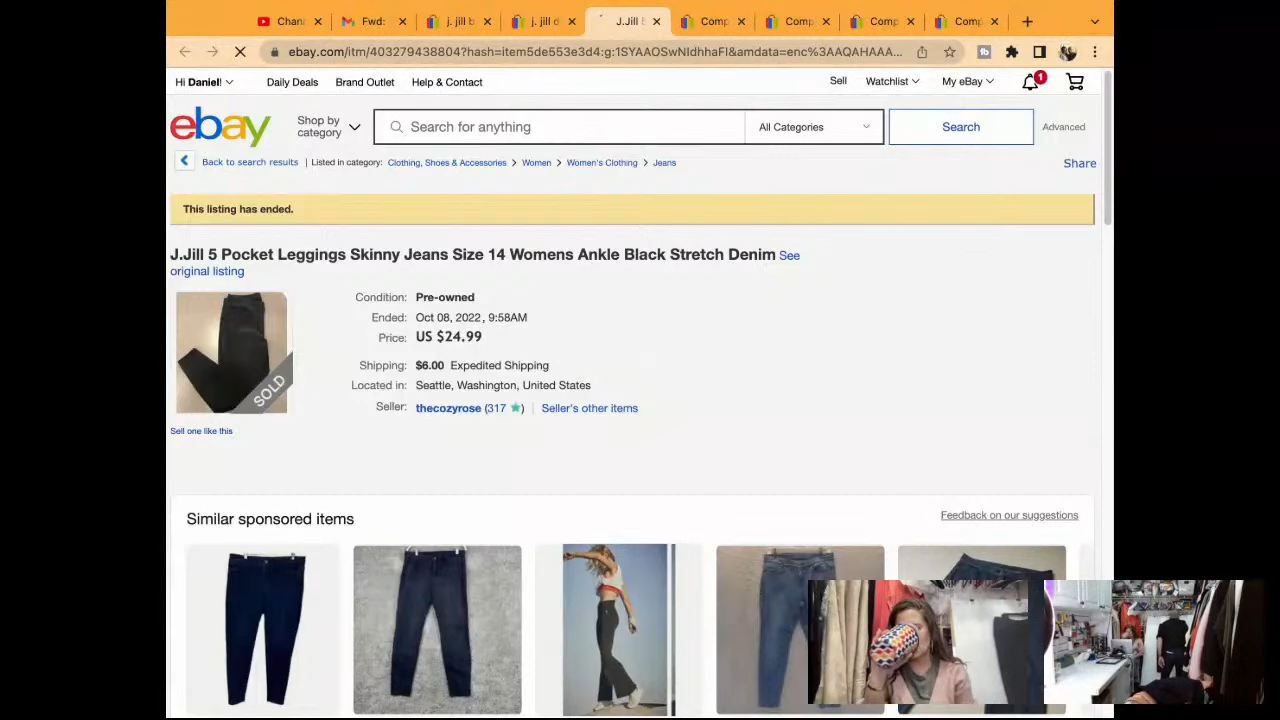 Chann
Fwd:
j. jill b
j. jill d
J.Jill 5
Comp
Comp
Comp
Comp
ebay.com/itm/403279438804?hash=item5de553e3d4:g:1SYAAOSwNIdhhaFI&amdata=enc%3AAQAHAAA...
Hi Daniel!
Daily Deals
Brand Outlet
Help & Contact
Sell
Watchlist
My eBay
1
ebay
Shop by category
Search for anything
All Categories
Search
Advanced
Back to search results | Listed in category: Clothing, Shoes & Accessories > Women > Women's Clothing > Jeans
Share
This listing has ended.
J.Jill 5 Pocket Leggings Skinny Jeans Size 14 Womens Ankle Black Stretch Denim See
original listing
Condition: Pre-owned
Ended: Oct 08, 2022 , 9:58AM
Price: US $24.99
Shipping: $6.00 Expedited Shipping
Located in: Seattle, Washington, United States
Seller: thecozyrose (317 ★) | Seller's other items
SOLD
Sell one like this
Similar sponsored items
Feedback on our suggestions